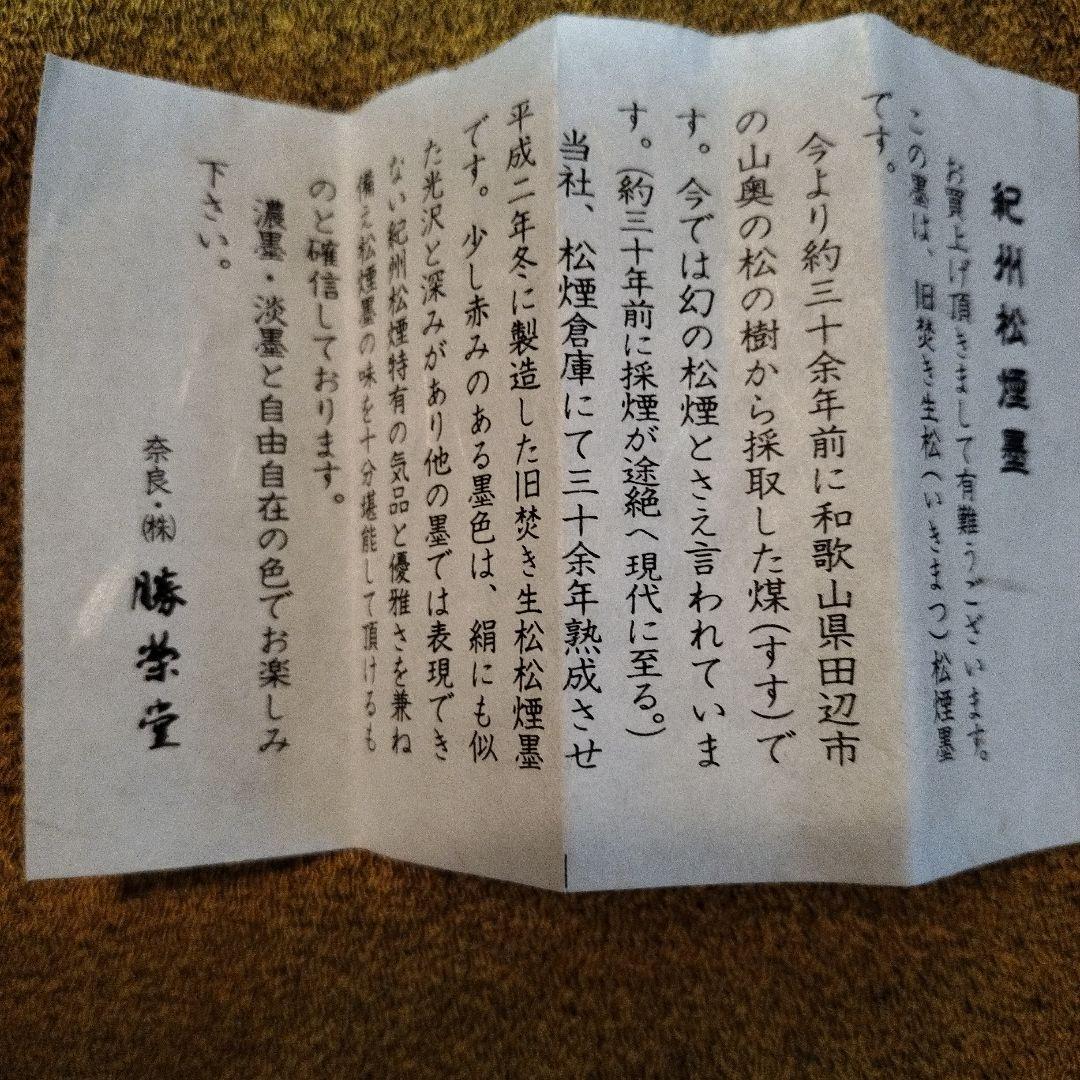 紀州松煙墨
お買上げ頂きまして有難うございます。
この墨は、旧焚き生松(いきまつ)松煙墨
です。
今より約三十余年前に和歌山県田辺市
の山奥の松の樹から採取した煤(すす)で
す。今では幻の松煙とさえ言われていま
す。(約三十年前に採煙が途絶へ現代に至る。)
当社、松煙倉庫にて三十余年熟成させ
平成二年冬に製造した旧焚き生松松煙墨
です。少し赤みのある墨色は、絹にも似
た光沢と深みがあり他の墨では表現でき
ない紀州松煙特有の気品と優雅さを兼ね
備え松煙墨の味を十分堪能して頂けるも
のと確信しております。
濃墨・淡墨と自由自在の色でお楽しみ
下さい。
奈良・㈱勝栄堂